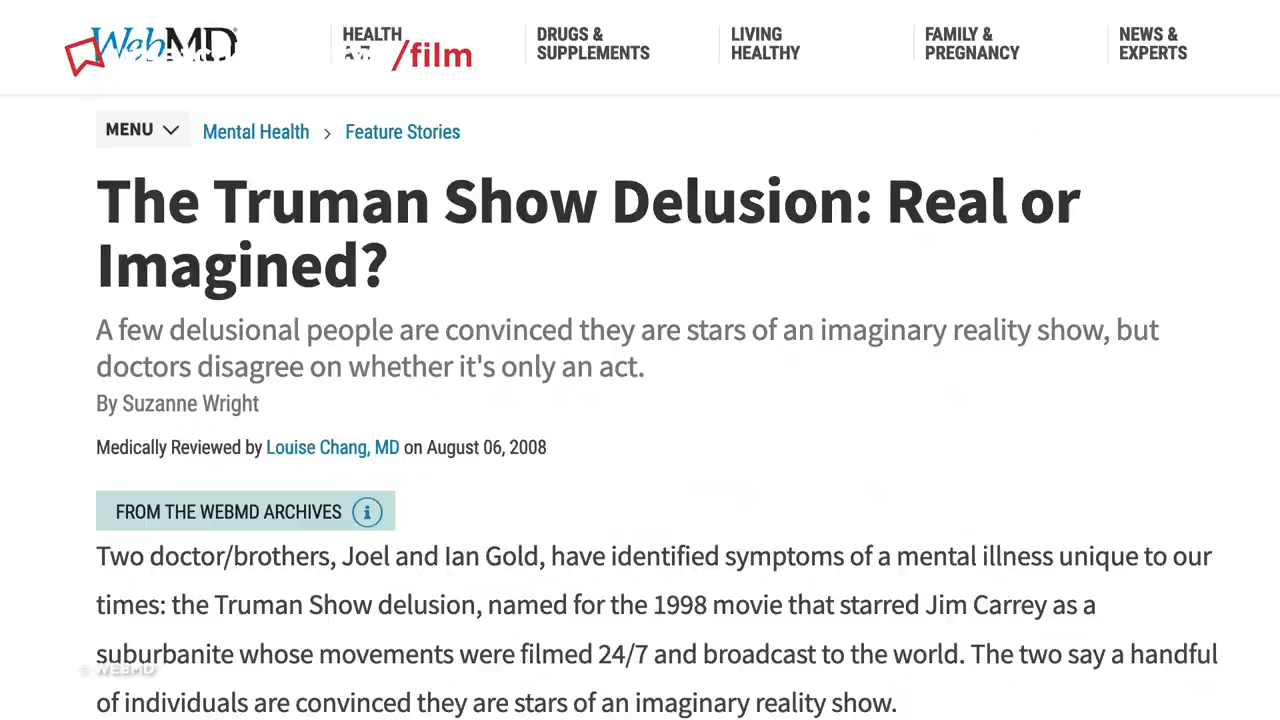 WebMD
/film
HEALTH
DRUGS &
SUPPLEMENTS
LIVING
HEALTHY
FAMILY &
PREGNANCY
NEWS &
EXPERTS
MENU
Mental Health > Feature Stories
The Truman Show Delusion: Real or
Imagined?
A few delusional people are convinced they are stars of an imaginary reality show, but
doctors disagree on whether it's only an act.
By Suzanne Wright
Medically Reviewed by Louise Chang, MD on August 06, 2008
FROM THE WEBMD ARCHIVES i
Two doctor/brothers, Joel and Ian Gold, have identified symptoms of a mental illness unique to our
times: the Truman Show delusion, named for the 1998 movie that starred Jim Carrey as a
suburbanite whose movements were filmed 24/7 and broadcast to the world. The two say a handful
© WEBMD
of individuals are convinced they are stars of an imaginary reality show.